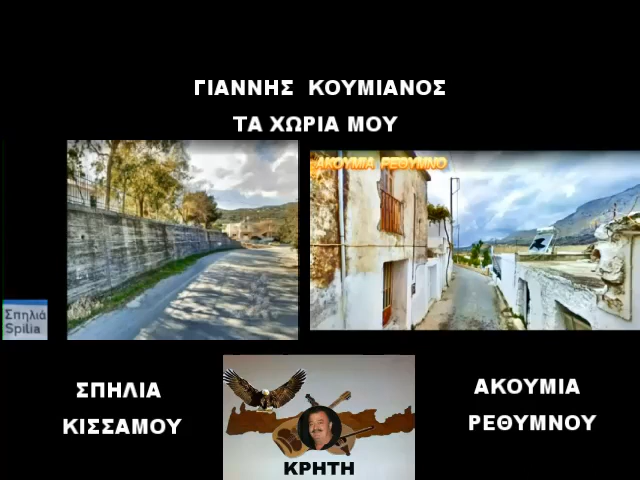 ΓΙΑΝΝΗΣ ΚΟΥΜΙΑΝΟΣ
ΤΑ ΧΩΡΙΑ ΜΟΥ
ΑΚΟΥΜΙΑ ΡΕΘΥΜΝΟ
Σπηλιά
Spilia
ΣΠΗΛΙΑ
ΚΙΣΣΑΜΟΥ
ΑΚΟΥΜΙΑ
ΡΕΘΥΜΝΟΥ
ΚΡΗΤΗ